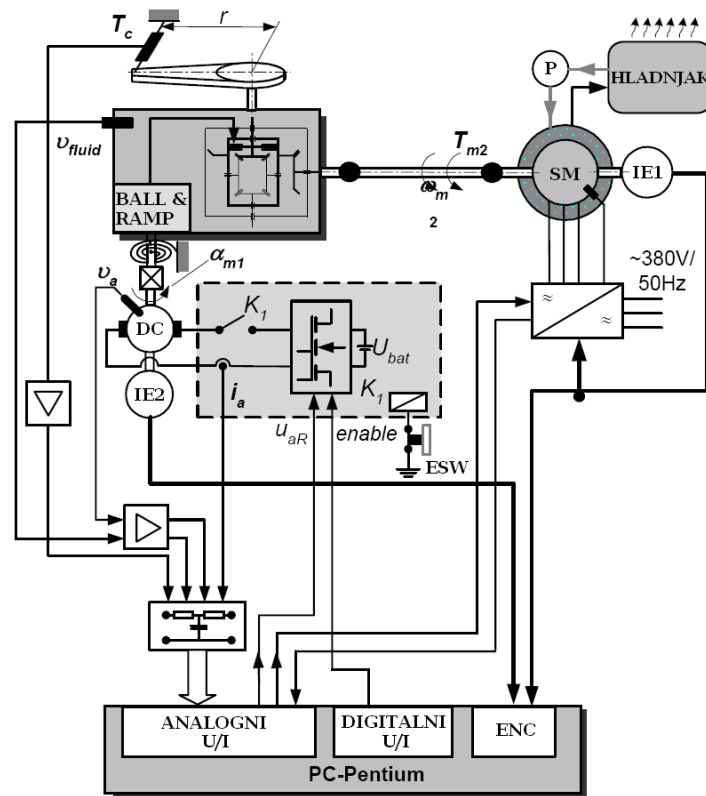 T_c
r
P
HLADNJAK
υ_fluid
T_m2
SM
IE1
ω_m
2
BALL &
RAMP
α_m1
υ_a
~380V/
50Hz
≈
≈
DC
K_1
U_bat
IE2
i_a
K_1
u_aR
enable
ESW
ANALOGNI
U/I
DIGITALNI
U/I
ENC
PC-Pentium